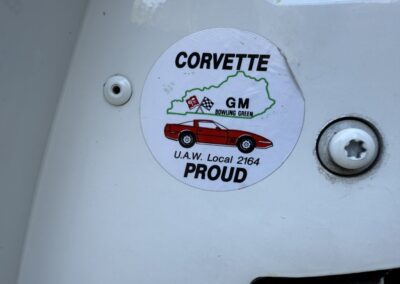 CORVETTE
GM
BOWLING GREEN
U.A.W. Local 2164
PROUD